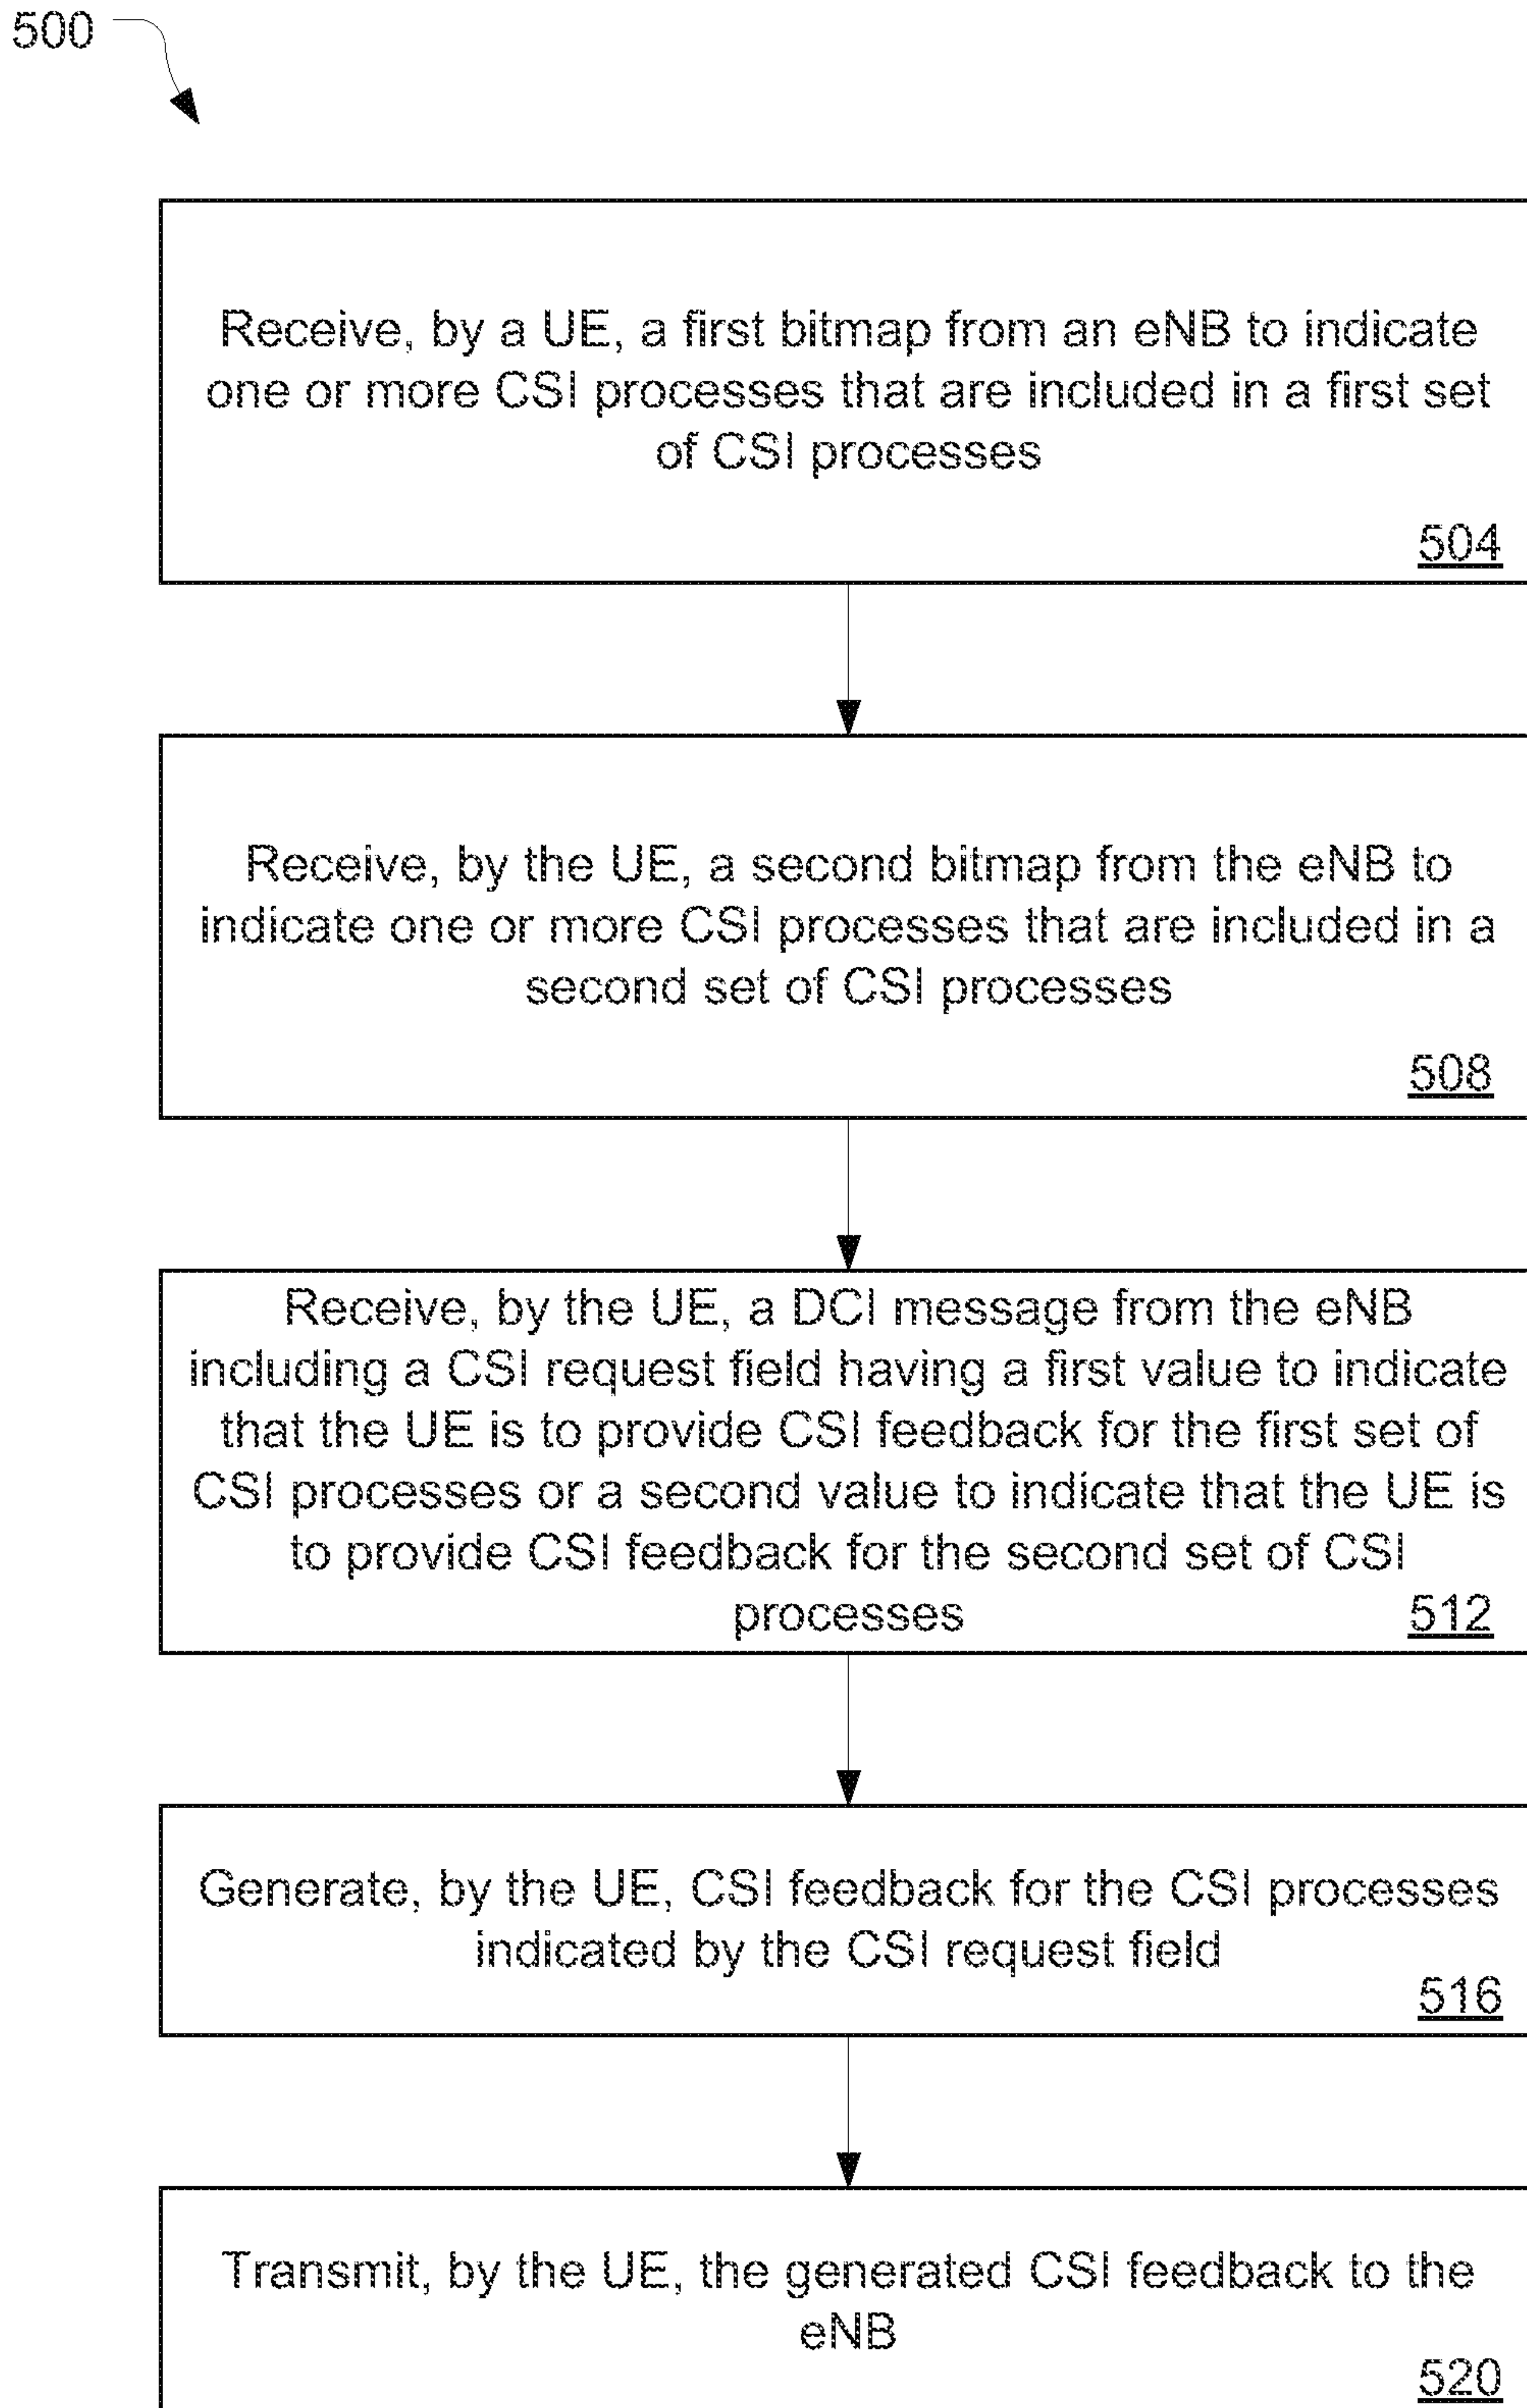 500
Receive, by a UE, a first bitmap from an eNB to indicate
one or more CSI processes that are included in a first set
of CSI processes
504
Receive, by the UE, a second bitmap from the eNB to
indicate one or more CSI processes that are included in a
second set of CSI processes
508
Receive, by the UE, a DCI message from the eNB
including a CSI request field having a first value to indicate
that the UE is to provide CSI feedback for the first set of
CSI processes or a second value to indicate that the UE is
to provide CSI feedback for the second set of CSI
processes
512
Generate, by the UE, CSI feedback for the CSI processes
indicated by the CSI request field
516
Transmit, by the UE, the generated CSI feedback to the
eNB
520